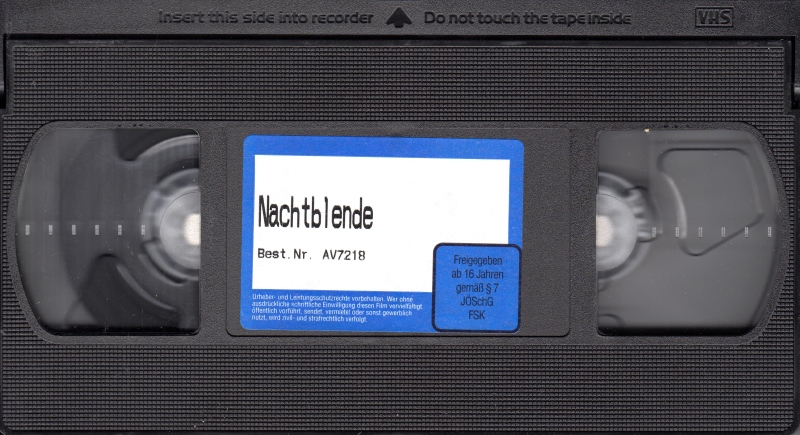 Insert this side into recorder Do not touch the tape inside VHS
Nachtblende
Best.Nr. AV7218
Freigegeben
ab 16 Jahren
gemäß § 7
JÖSchG
FSK
Urheber- und Leistungsschutzrechte vorbehalten. Wer ohne
ausdrückliche schriftliche Einwilligung diesen Film vervielfältigt
öffentlich vorführt, sendet, vermietet oder sonst gewerblich
nutzt, wird zivil- und strafrechtlich verfolgt.